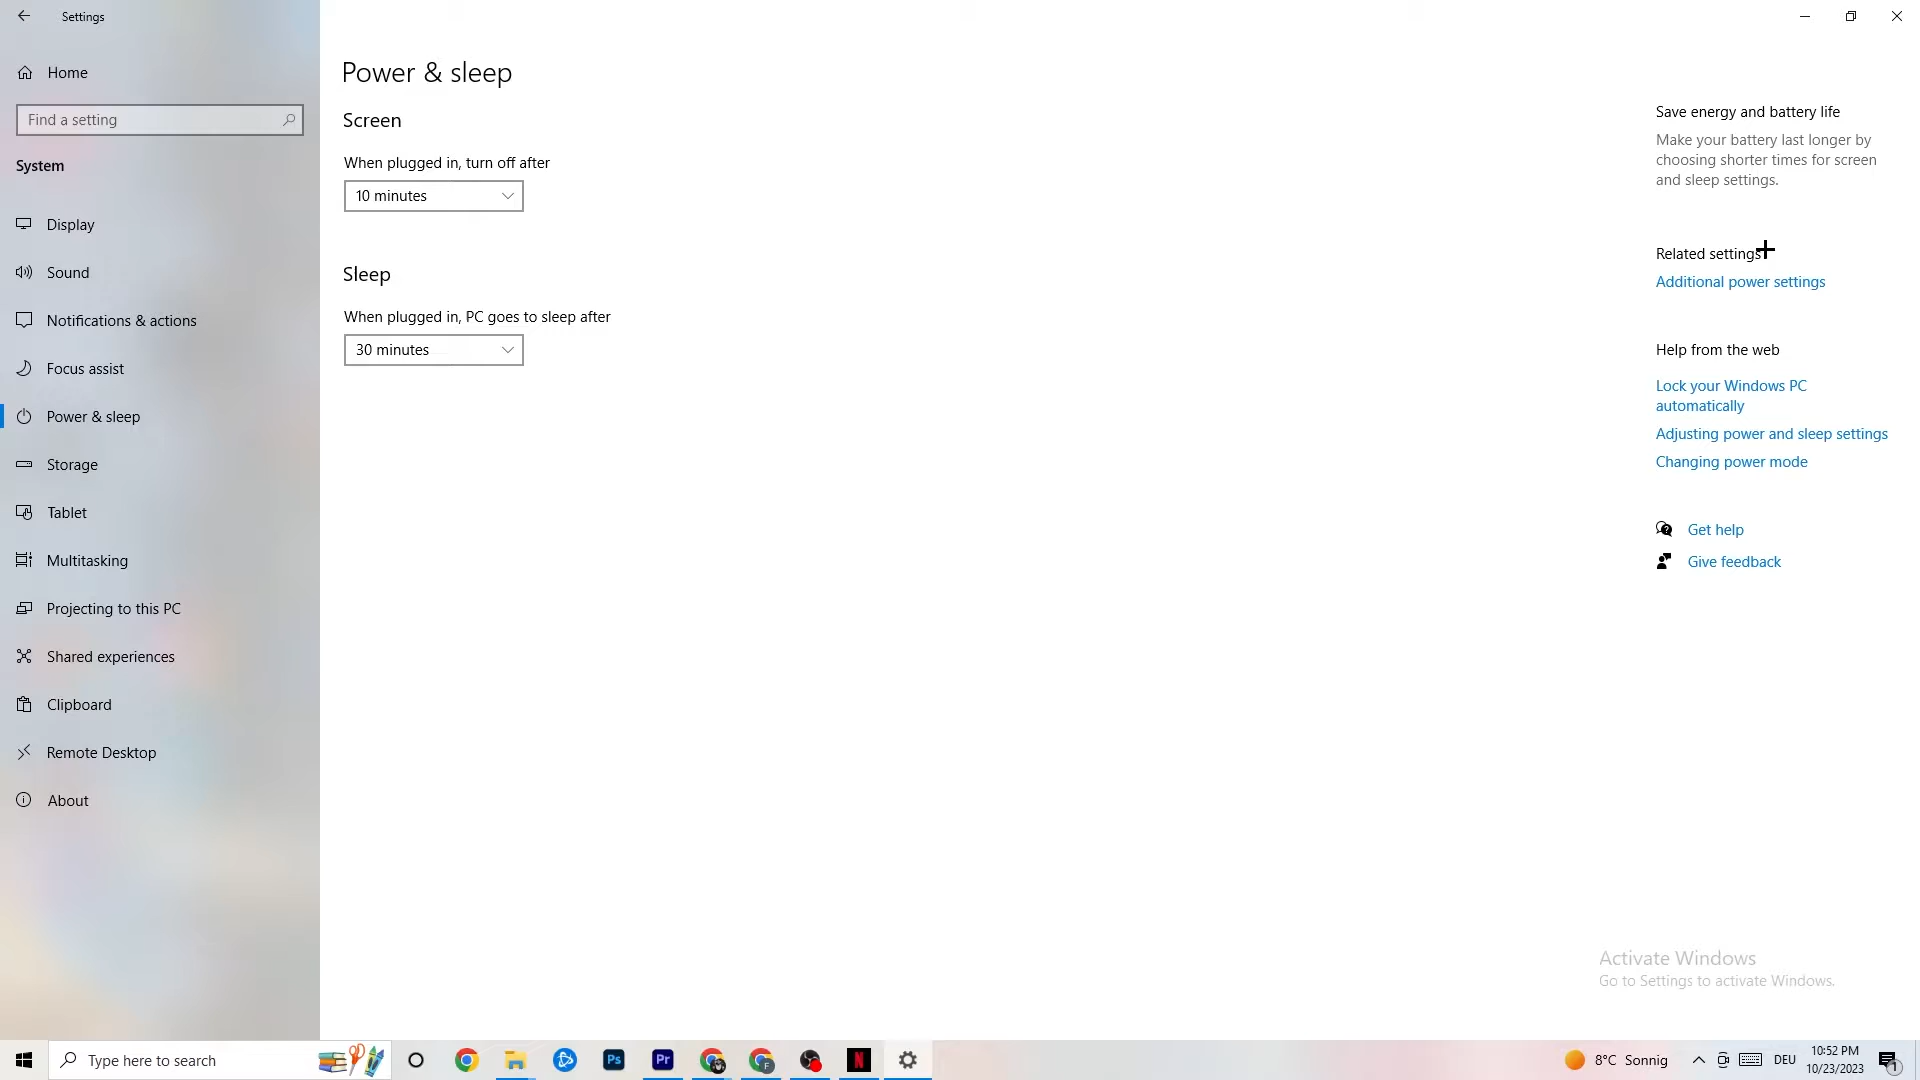 Settings
Home
Find a setting
System
Display
Sound
Notifications & actions
Focus assist
Power & sleep
Storage
Tablet
Multitasking
Projecting to this PC
Shared experiences
Clipboard
Remote Desktop
About
Power & sleep
Screen
When plugged in, turn off after
10 minutes
Sleep
When plugged in, PC goes to sleep after
30 minutes
Save energy and battery life
Make your battery last longer by
choosing shorter times for screen
and sleep settings.
Related settings
Additional power settings
Help from the web
Lock your Windows PC
automatically
Adjusting power and sleep settings
Changing power mode
Get help
Give feedback
Activate Windows
Go to Settings to activate Windows.
Type here to search
Ps
Pr
F
N
8°C Sonnig
DEU
10:52 PM
10/23/2023
1